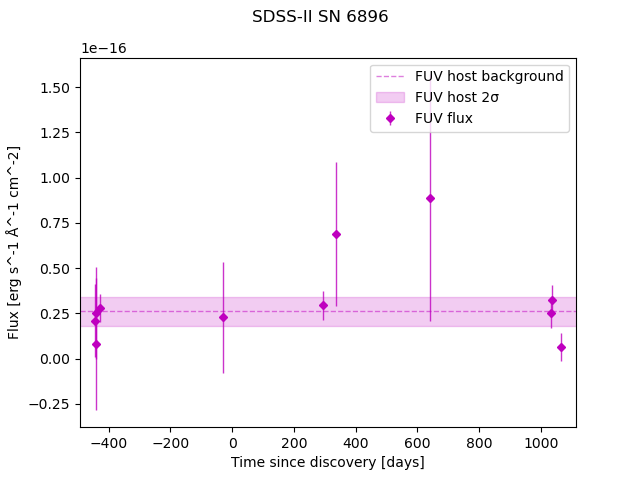 SDSS-II SN 6896
1e−16
FUV host background
FUV host 2σ
FUV flux
1.50
1.25
1.00
0.75
0.50
0.25
0.00
−0.25
Flux [erg s^-1 Å^-1 cm^-2]
−400 −200 0 200 400 600 800 1000
Time since discovery [days]